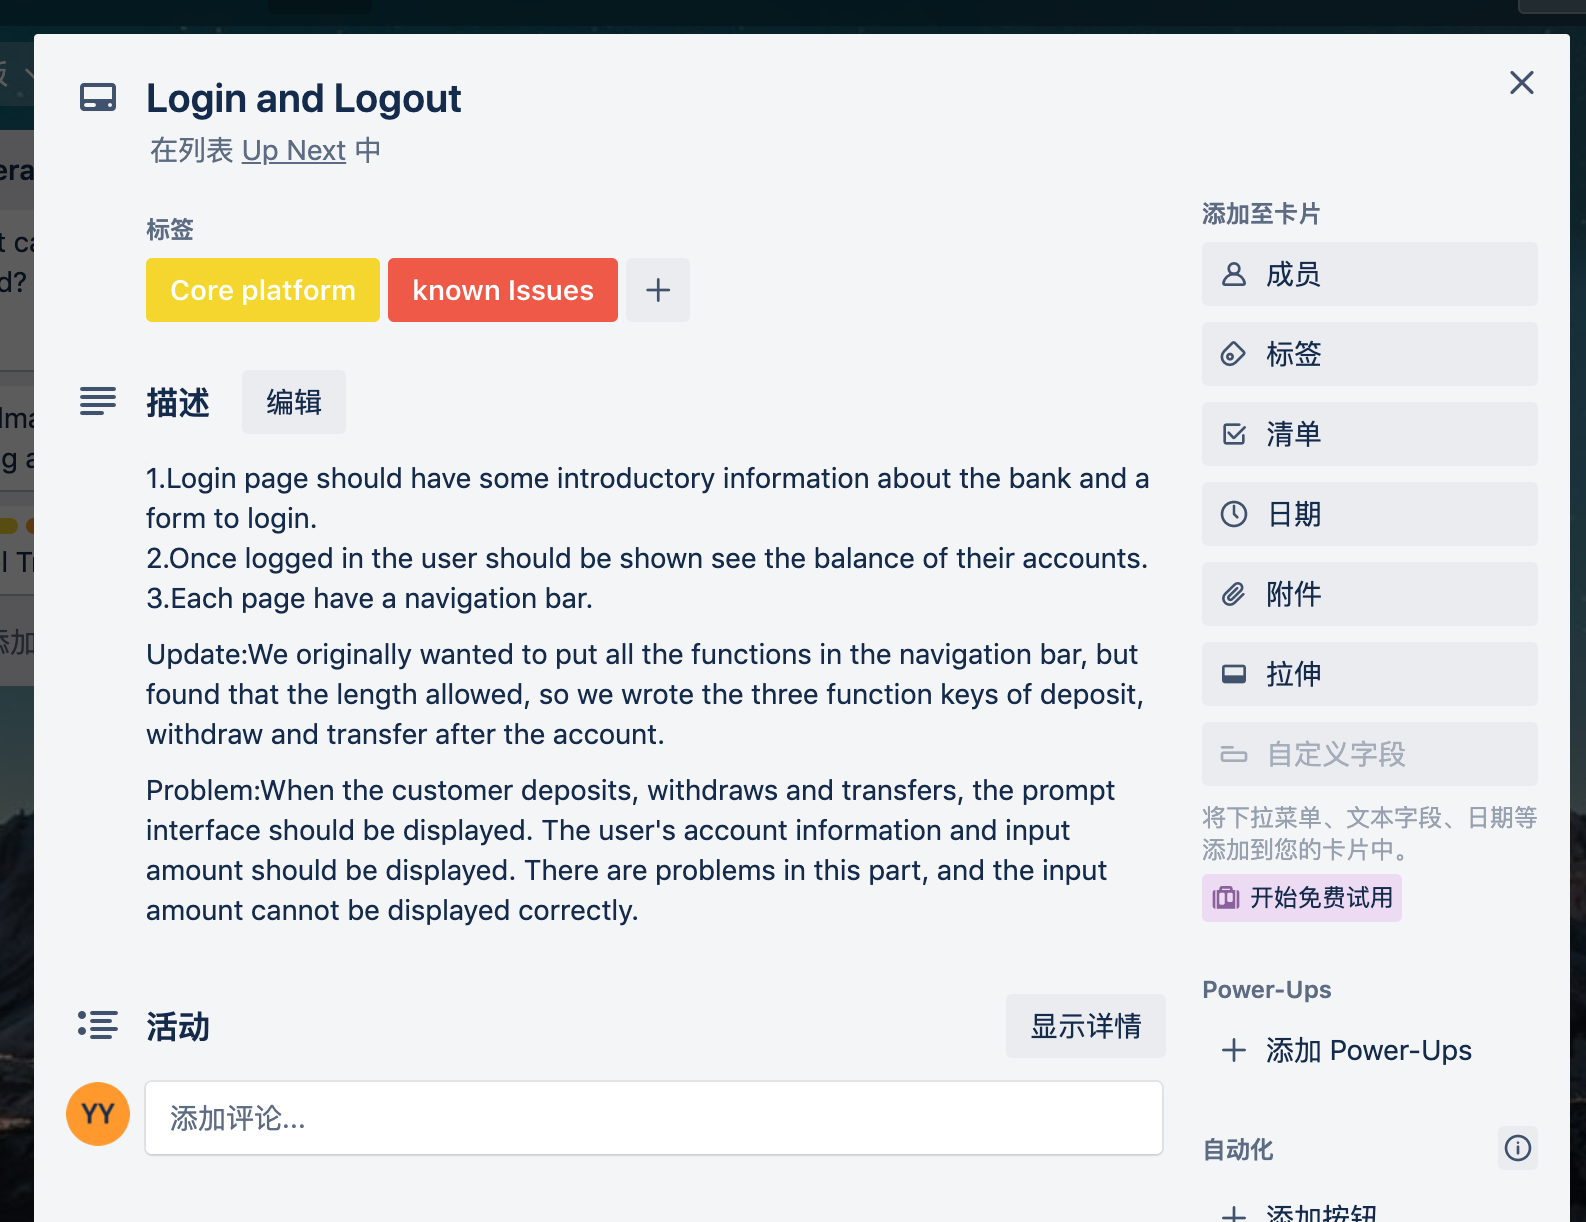 Login and Logout
在列表 Up Next 中
标签
Core platform
known Issues
描述
编辑
1.Login page should have some introductory information about the bank and a
form to login.
2.Once logged in the user should be shown see the balance of their accounts.
3.Each page have a navigation bar.
Update:We originally wanted to put all the functions in the navigation bar, but
found that the length allowed, so we wrote the three function keys of deposit,
withdraw and transfer after the account.
Problem:When the customer deposits, withdraws and transfers, the prompt
interface should be displayed. The user's account information and input
amount should be displayed. There are problems in this part, and the input
amount cannot be displayed correctly.
活动
显示详情
YY
添加评论...
添加至卡片
成员
标签
清单
日期
附件
拉伸
自定义字段
将下拉菜单、文本字段、日期等
添加到您的卡片中。
开始免费试用
Power-Ups
添加 Power-Ups
自动化
添加按钮